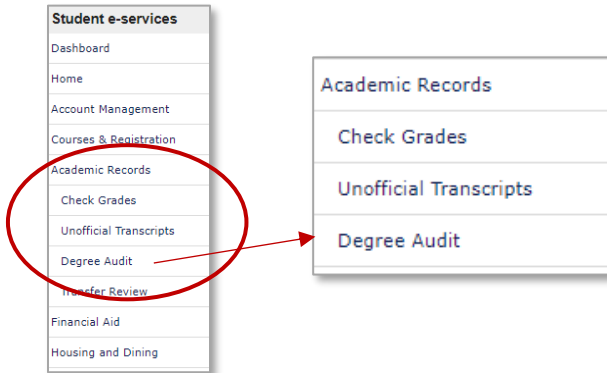 Student e-services
Dashboard
Home
Account Management
Courses & Registration
Academic Records
Check Grades
Unofficial Transcripts
Degree Audit
Transfer Review
Financial Aid
Housing and Dining
Academic Records
Check Grades
Unofficial Transcripts
Degree Audit